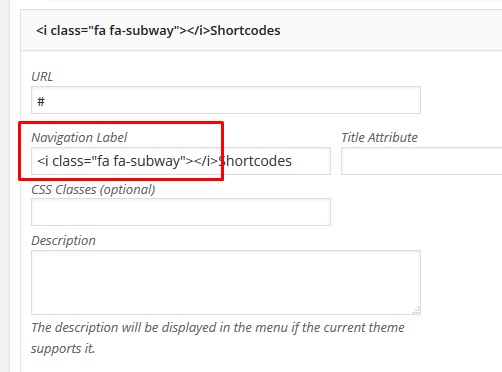 <i class="fa fa-subway"></i>Shortcodes
URL
#
Navigation Label Title Attribute
<i class="fa fa-subway"></i>Shortcodes
CSS Classes (optional)
Description
The description will be displayed in the menu if the current theme
supports it.